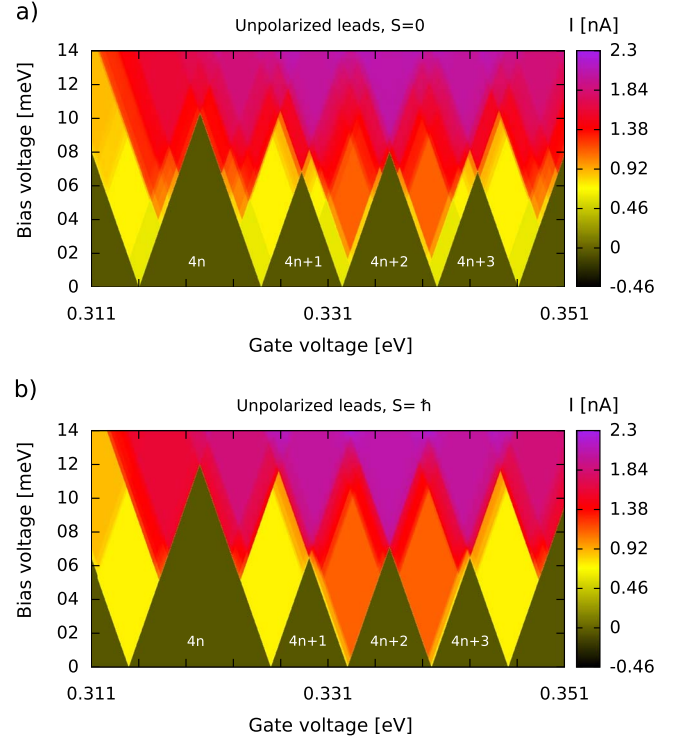 a)
Unpolarized leads, S=0
I [nA]
Bias voltage [meV]
14
12
10
08
06
04
02
0
4n
4n+1
4n+2
4n+3
0.311
0.331
0.351
Gate voltage [eV]
2.3
1.84
1.38
0.92
0.46
0
-0.46
b)
Unpolarized leads, S= ħ
I [nA]
Bias voltage [meV]
14
12
10
08
06
04
02
0
4n
4n+1
4n+2
4n+3
0.311
0.331
0.351
Gate voltage [eV]
2.3
1.84
1.38
0.92
0.46
0
-0.46